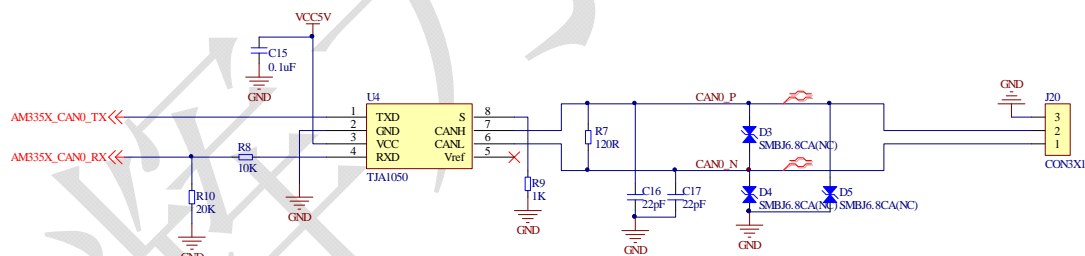 VCC5V
C15
0.1uF
GND
U4
AM335X_CAN0_TX
1
TXD
S
8
2
GND
CANH
7
3
VCC
CANL
6
AM335X_CAN0_RX
R8
10K
4
RXD
Vref
5
TJA1050
R10
20K
GND
GND
R9
1K
GND
CAN0_P
R7
120R
D3
SMBJ6.8CA(NC)
CAN0_N
C16
22pF
C17
22pF
D4
SMBJ6.8CA(NC)
D5
SMBJ6.8CA(NC)
GND
GND
GND
J20
3
2
1
CON3X1